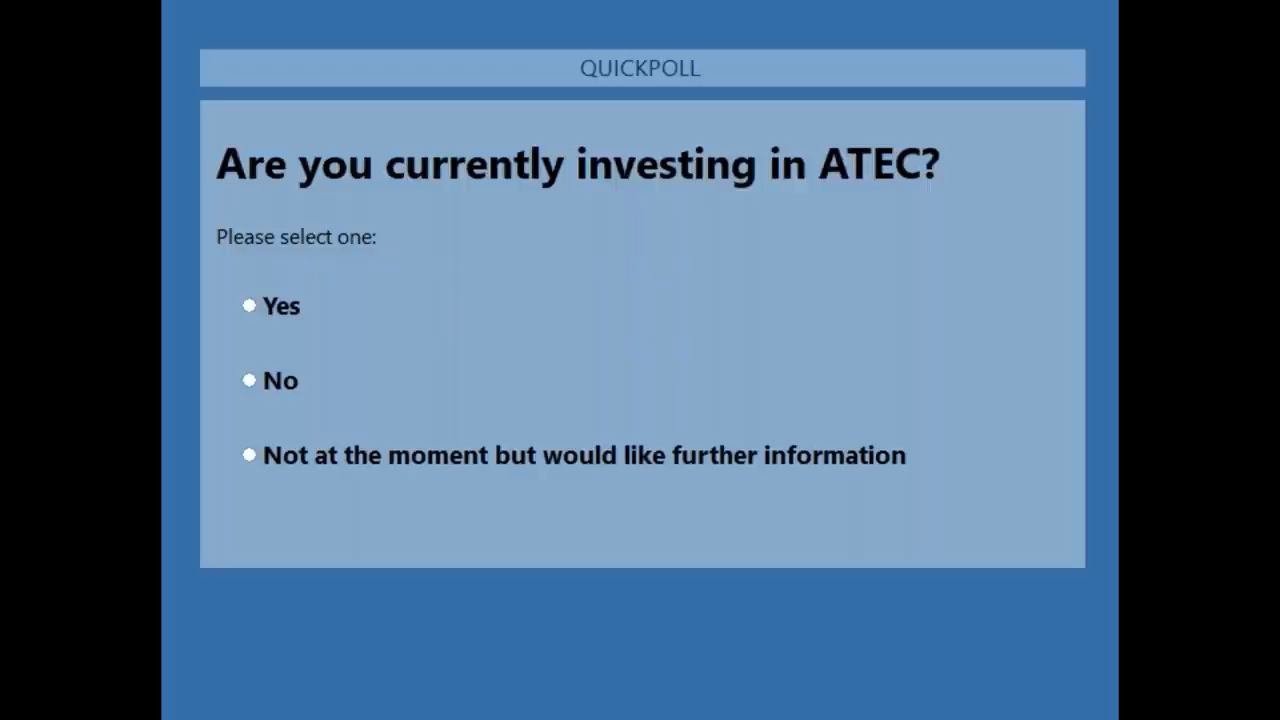 QUICKPOLL
Are you currently investing in ATEC?
Please select one:
Yes
No
Not at the moment but would like further information